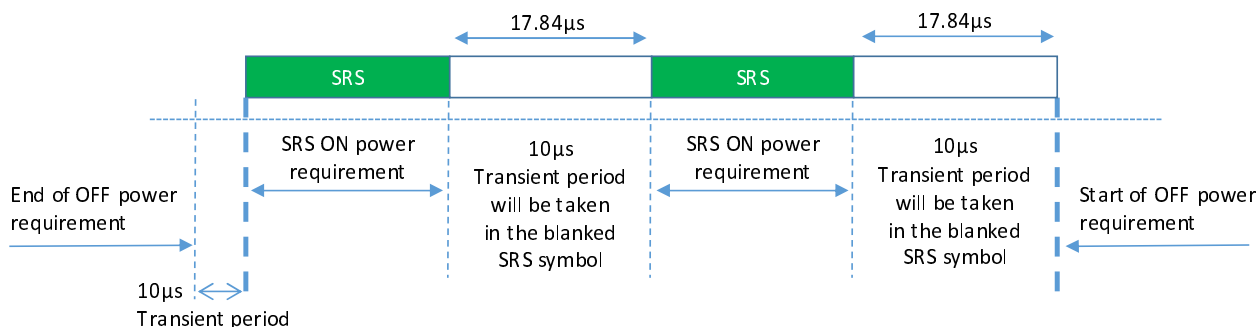 17.84µs
17.84µs
SRS
SRS
SRS ON power
requirement
10µs
Transient period
will be taken
in the blanked
SRS symbol
SRS ON power
requirement
10µs
Transient period
will be taken
in the blanked
SRS symbol
End of OFF power
requirement
Start of OFF power
requirement
10µs
Transient period